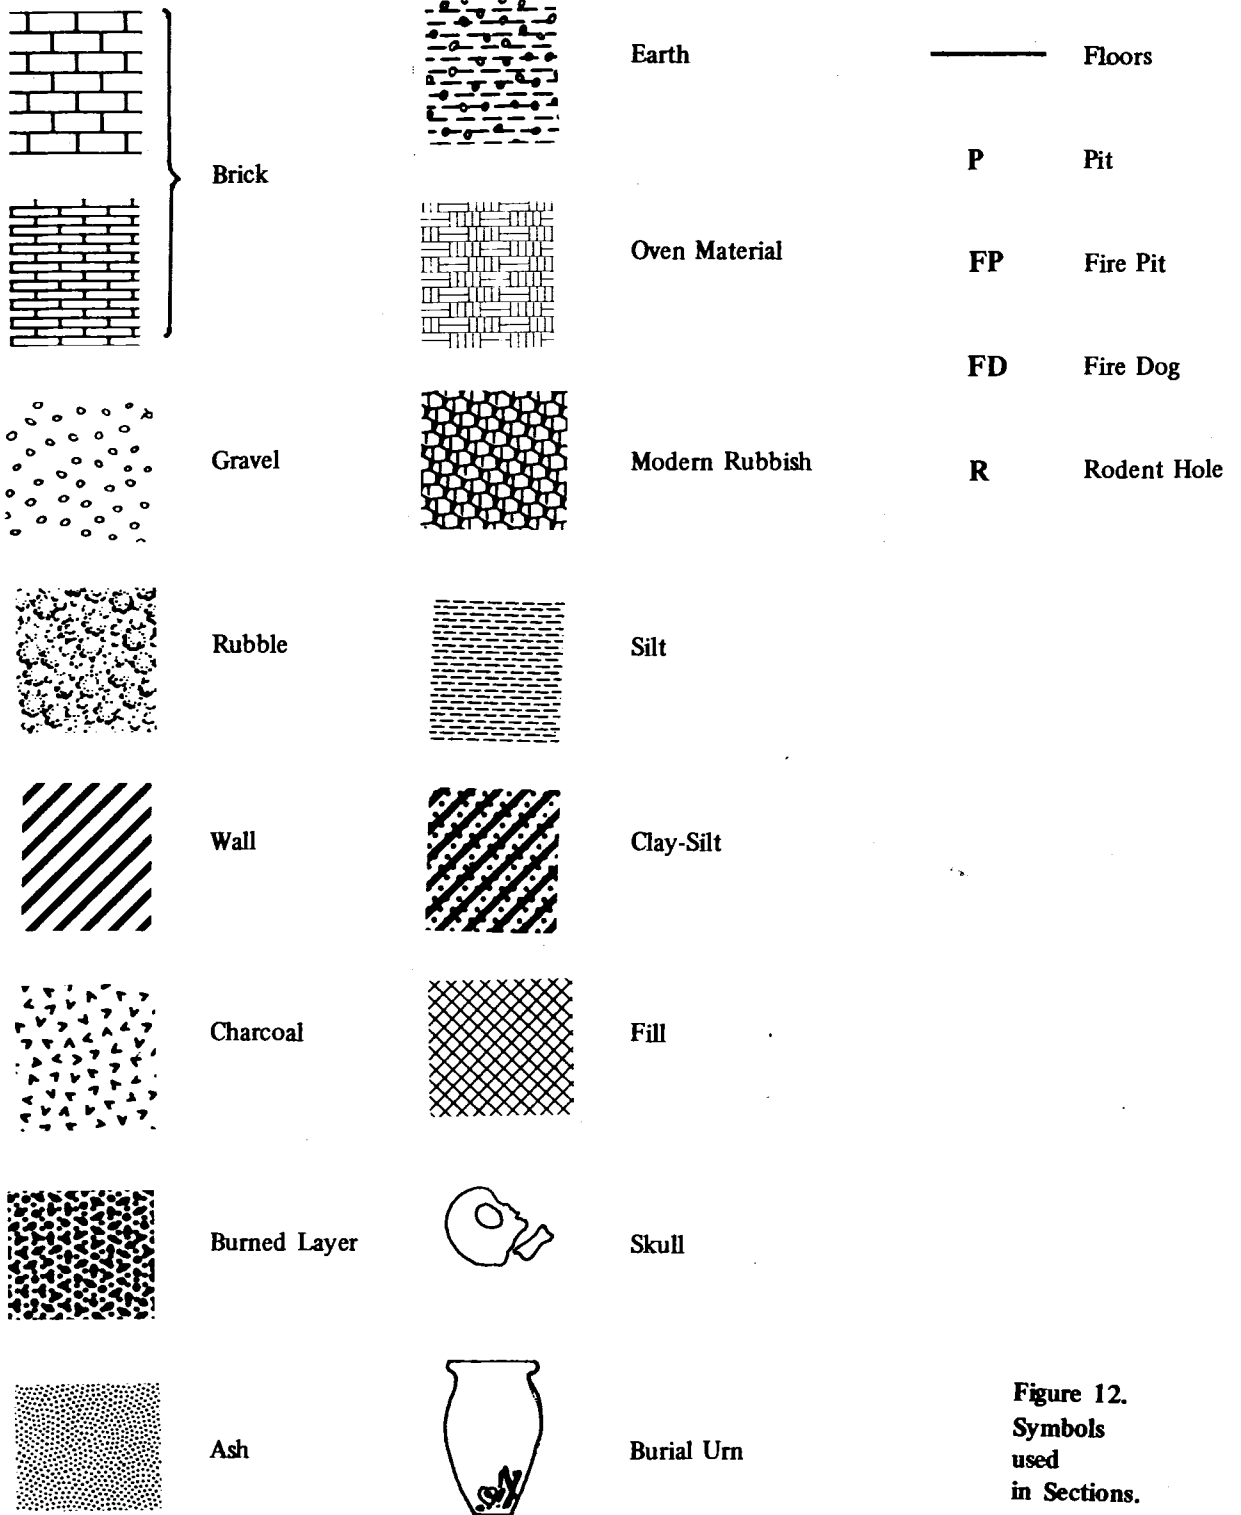 Brick
Gravel
Rubble
Wall
Charcoal
Burned Layer
Ash
Earth
Oven Material
Modern Rubbish
Silt
Clay-Silt
Fill
Skull
Burial Urn
Floors
P Pit
FP Fire Pit
FD Fire Dog
R Rodent Hole
Figure 12.
Symbols
used
in Sections.